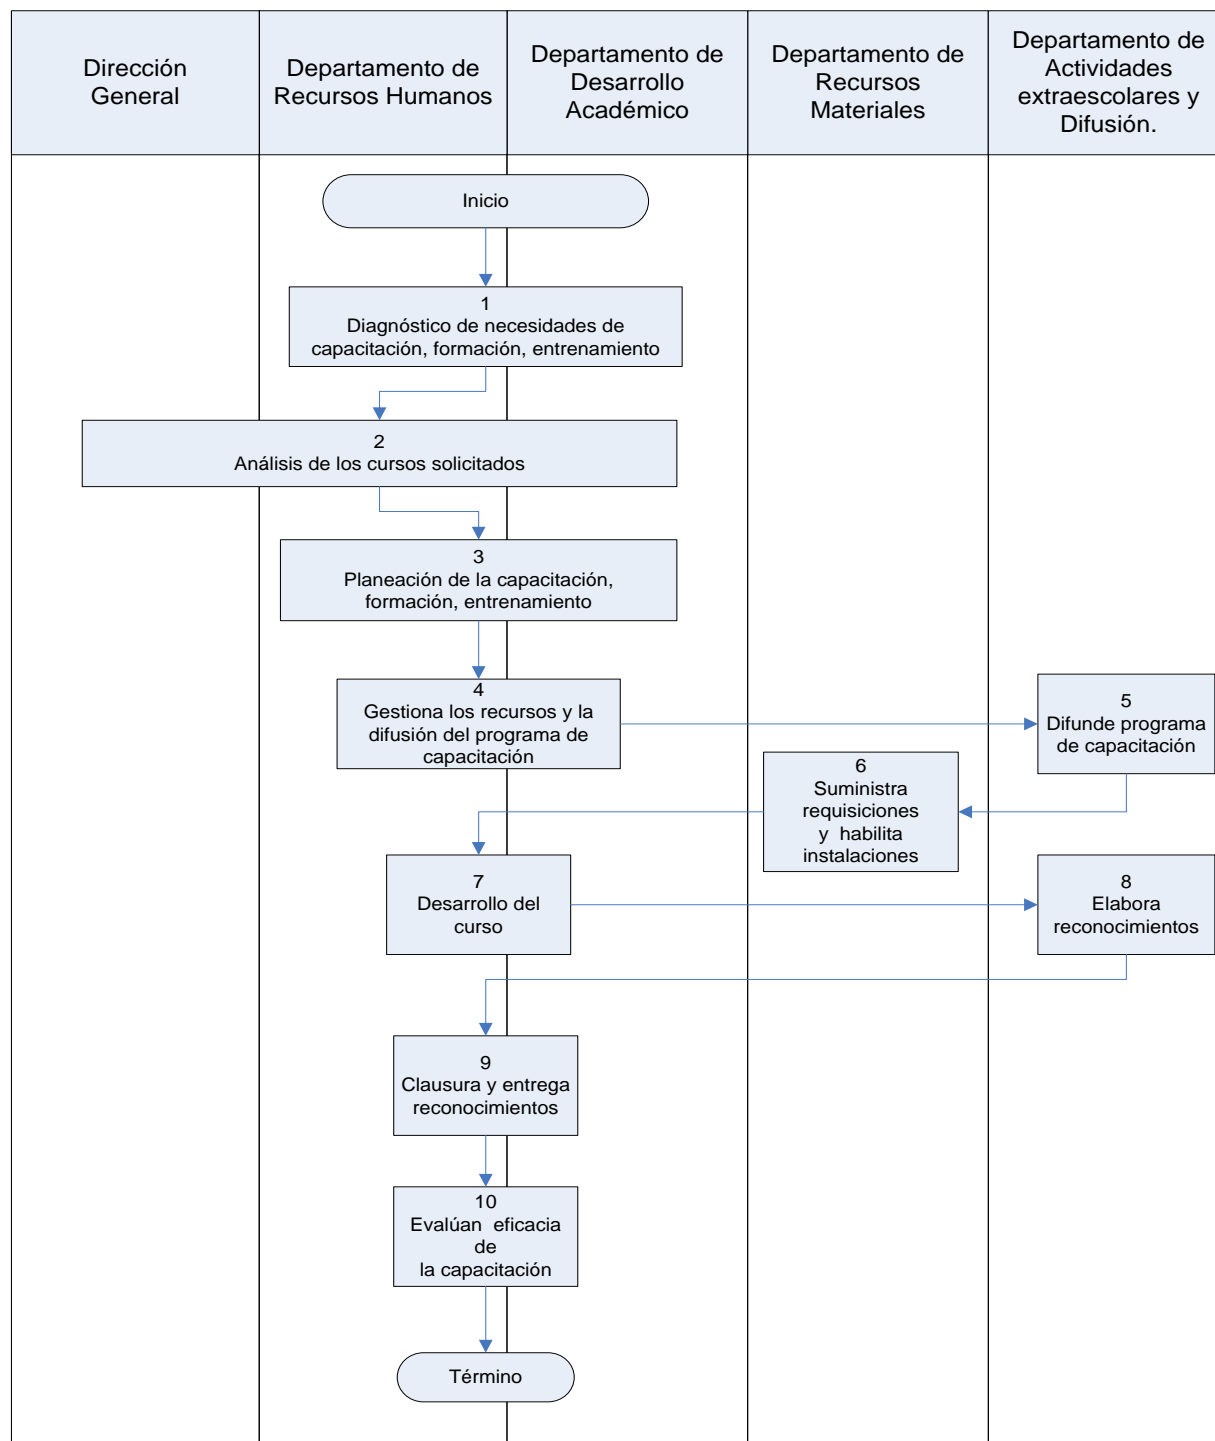 Dirección
General
Departamento de
Recursos Humanos
Departamento de
Desarrollo
Académico
Departamento de
Recursos
Materiales
Departamento de
Actividades
extraescolares y
Difusión.
Inicio
1
Diagnóstico de necesidades de
capacitación, formación, entrenamiento
2
Análisis de los cursos solicitados
3
Planeación de la capacitación,
formación, entrenamiento
4
Gestiona los recursos y la
difusión del programa de
capacitación
5
Difunde programa
de capacitación
6
Suministra
requisiciones
y habilita
instalaciones
7
Desarrollo del
curso
8
Elabora
reconocimientos
9
Clausura y entrega
reconocimientos
10
Evalúan eficacia
de
la capacitación
Término